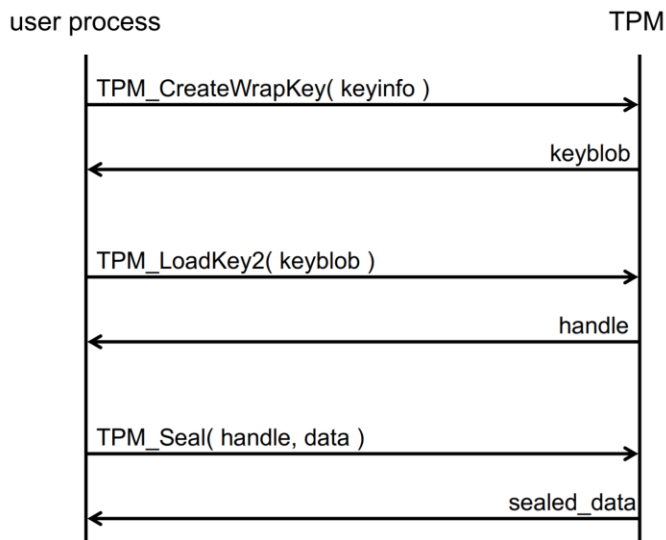 user process
TPM
TPM_CreateWrapKey( keyinfo )
keyblob
TPM_LoadKey2( keyblob )
handle
TPM_Seal( handle, data )
sealed_data